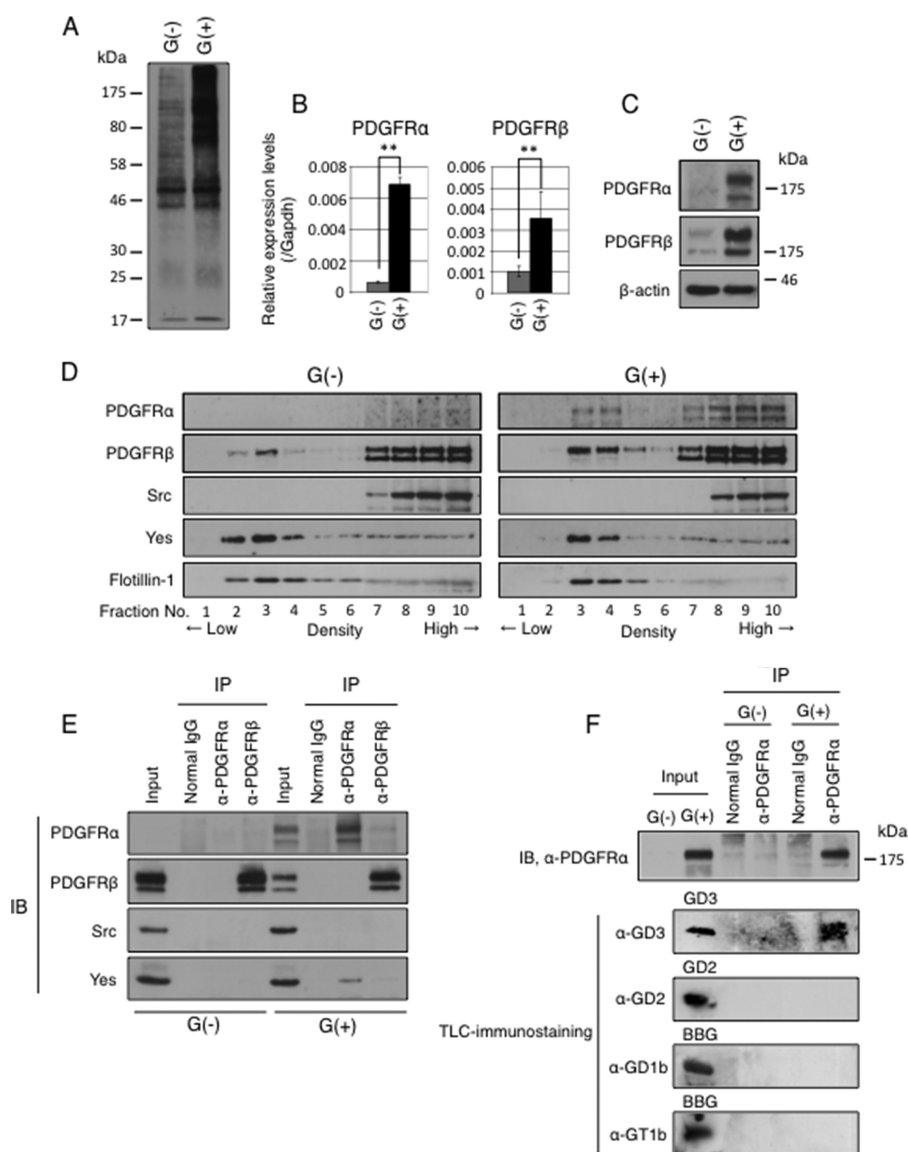 A
G(-) G(+)
kDa
175
80
58
46
30
25
17
B
PDGFRα PDGFRβ
** **
Relative expression levels
(/Gapdh)
0.008
0.006
0.004
0.002
0
G(-) G(+)
0.006
0.005
0.004
0.003
0.002
0.001
0
G(-) G(+)
C
G(-) G(+)
kDa
PDGFRα
175
PDGFRβ
175
46
β-actin
D
G(-) G(+)
PDGFRα
PDGFRβ
Src
Yes
Flotillin-1
Fraction No. 1 2 3 4 5 6 7 8 9 10 1 2 3 4 5 6 7 8 9 10
← Low Density High → ← Low Density High →
E
IP IP
Input Normal IgG α-PDGFRα α-PDGFRβ Input Normal IgG α-PDGFRα α-PDGFRβ
IB
PDGFRα
PDGFRβ
Src
Yes
G(-) G(+)
F
IP
G(-) G(+)
Input
G(-) G(+) Normal IgG α-PDGFRα Normal IgG α-PDGFRα
kDa
IB, α-PDGFRα
175
GD3
α-GD3
GD2
α-GD2
TLC-immunostaining
BBG
α-GD1b
BBG
α-GT1b